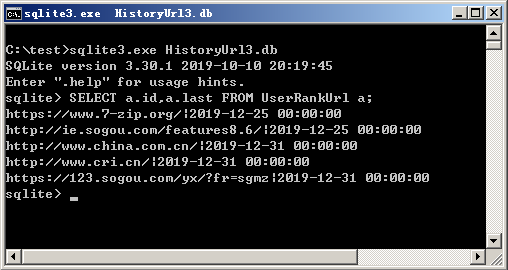 sqlite3.exe HistoryUrl3.db
C:\test>sqlite3.exe HistoryUrl3.db
SQLite version 3.30.1 2019-10-10 20:19:45
Enter ".help" for usage hints.
sqlite> SELECT a.id,a.last FROM UserRankUrl a;
https://www.7-zip.org/|2019-12-25 00:00:00
http://ie.sogou.com/features8.6/|2019-12-25 00:00:00
http://www.china.com.cn/|2019-12-31 00:00:00
http://www.cri.cn/|2019-12-31 00:00:00
https://123.sogou.com/yx/?fr=sgmz|2019-12-31 00:00:00
sqlite> _